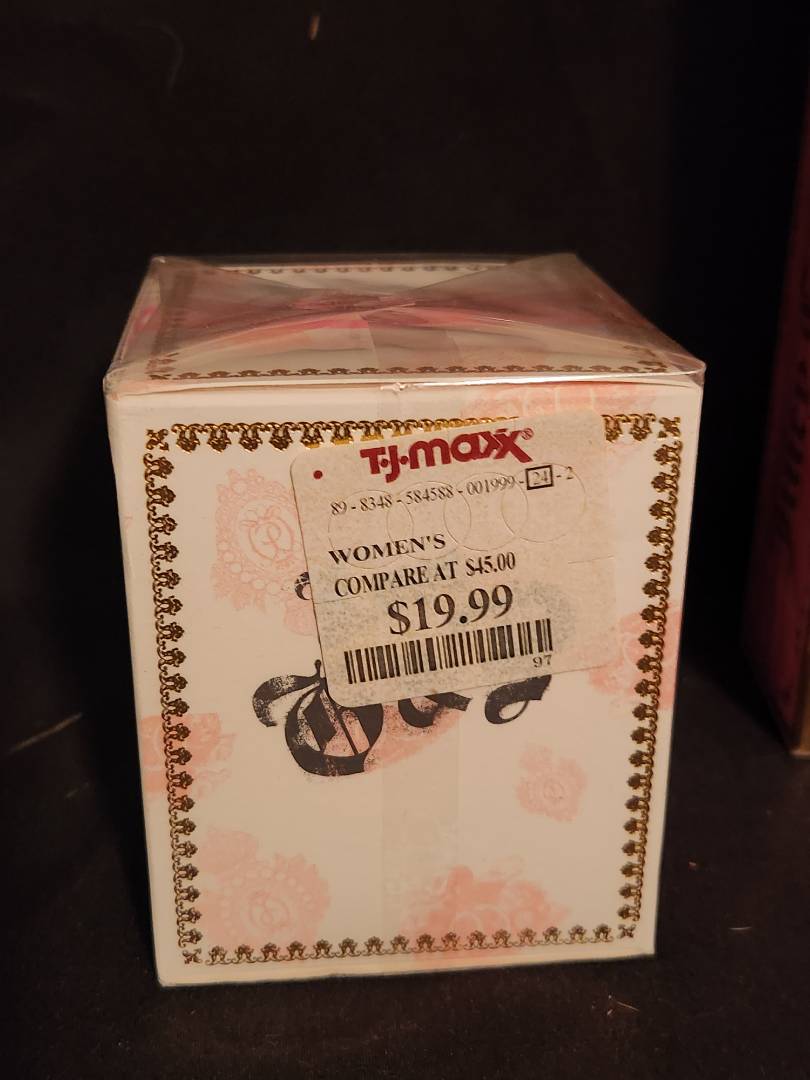 T.J.maxx®
89 - 8348 - 584588 - 001999 - 24 - 2
WOMEN'S
COMPARE AT $45.00
$19.99
97